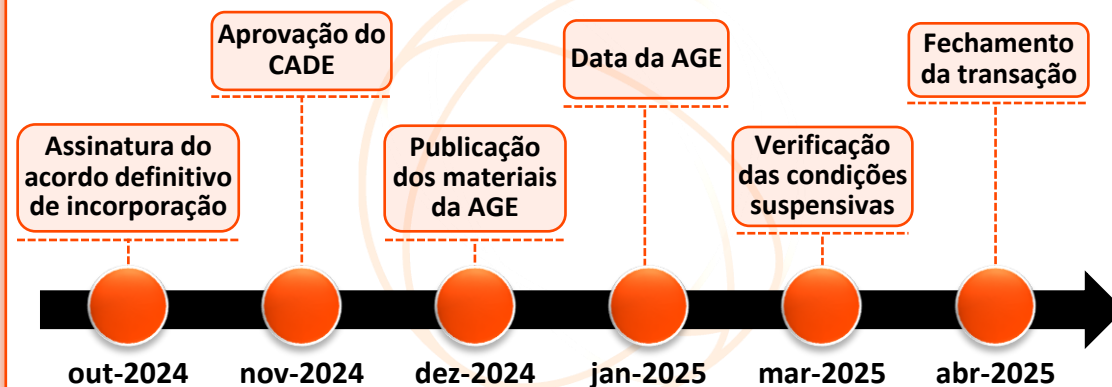 Aprovação do
CADE
Data da AGE
Fechamento
da transação
Assinatura do
acordo definitivo
de incorporação
Publicação
dos materiais
da AGE
Verificação
das condições
suspensivas
out-2024
nov-2024
dez-2024
jan-2025
mar-2025
abr-2025